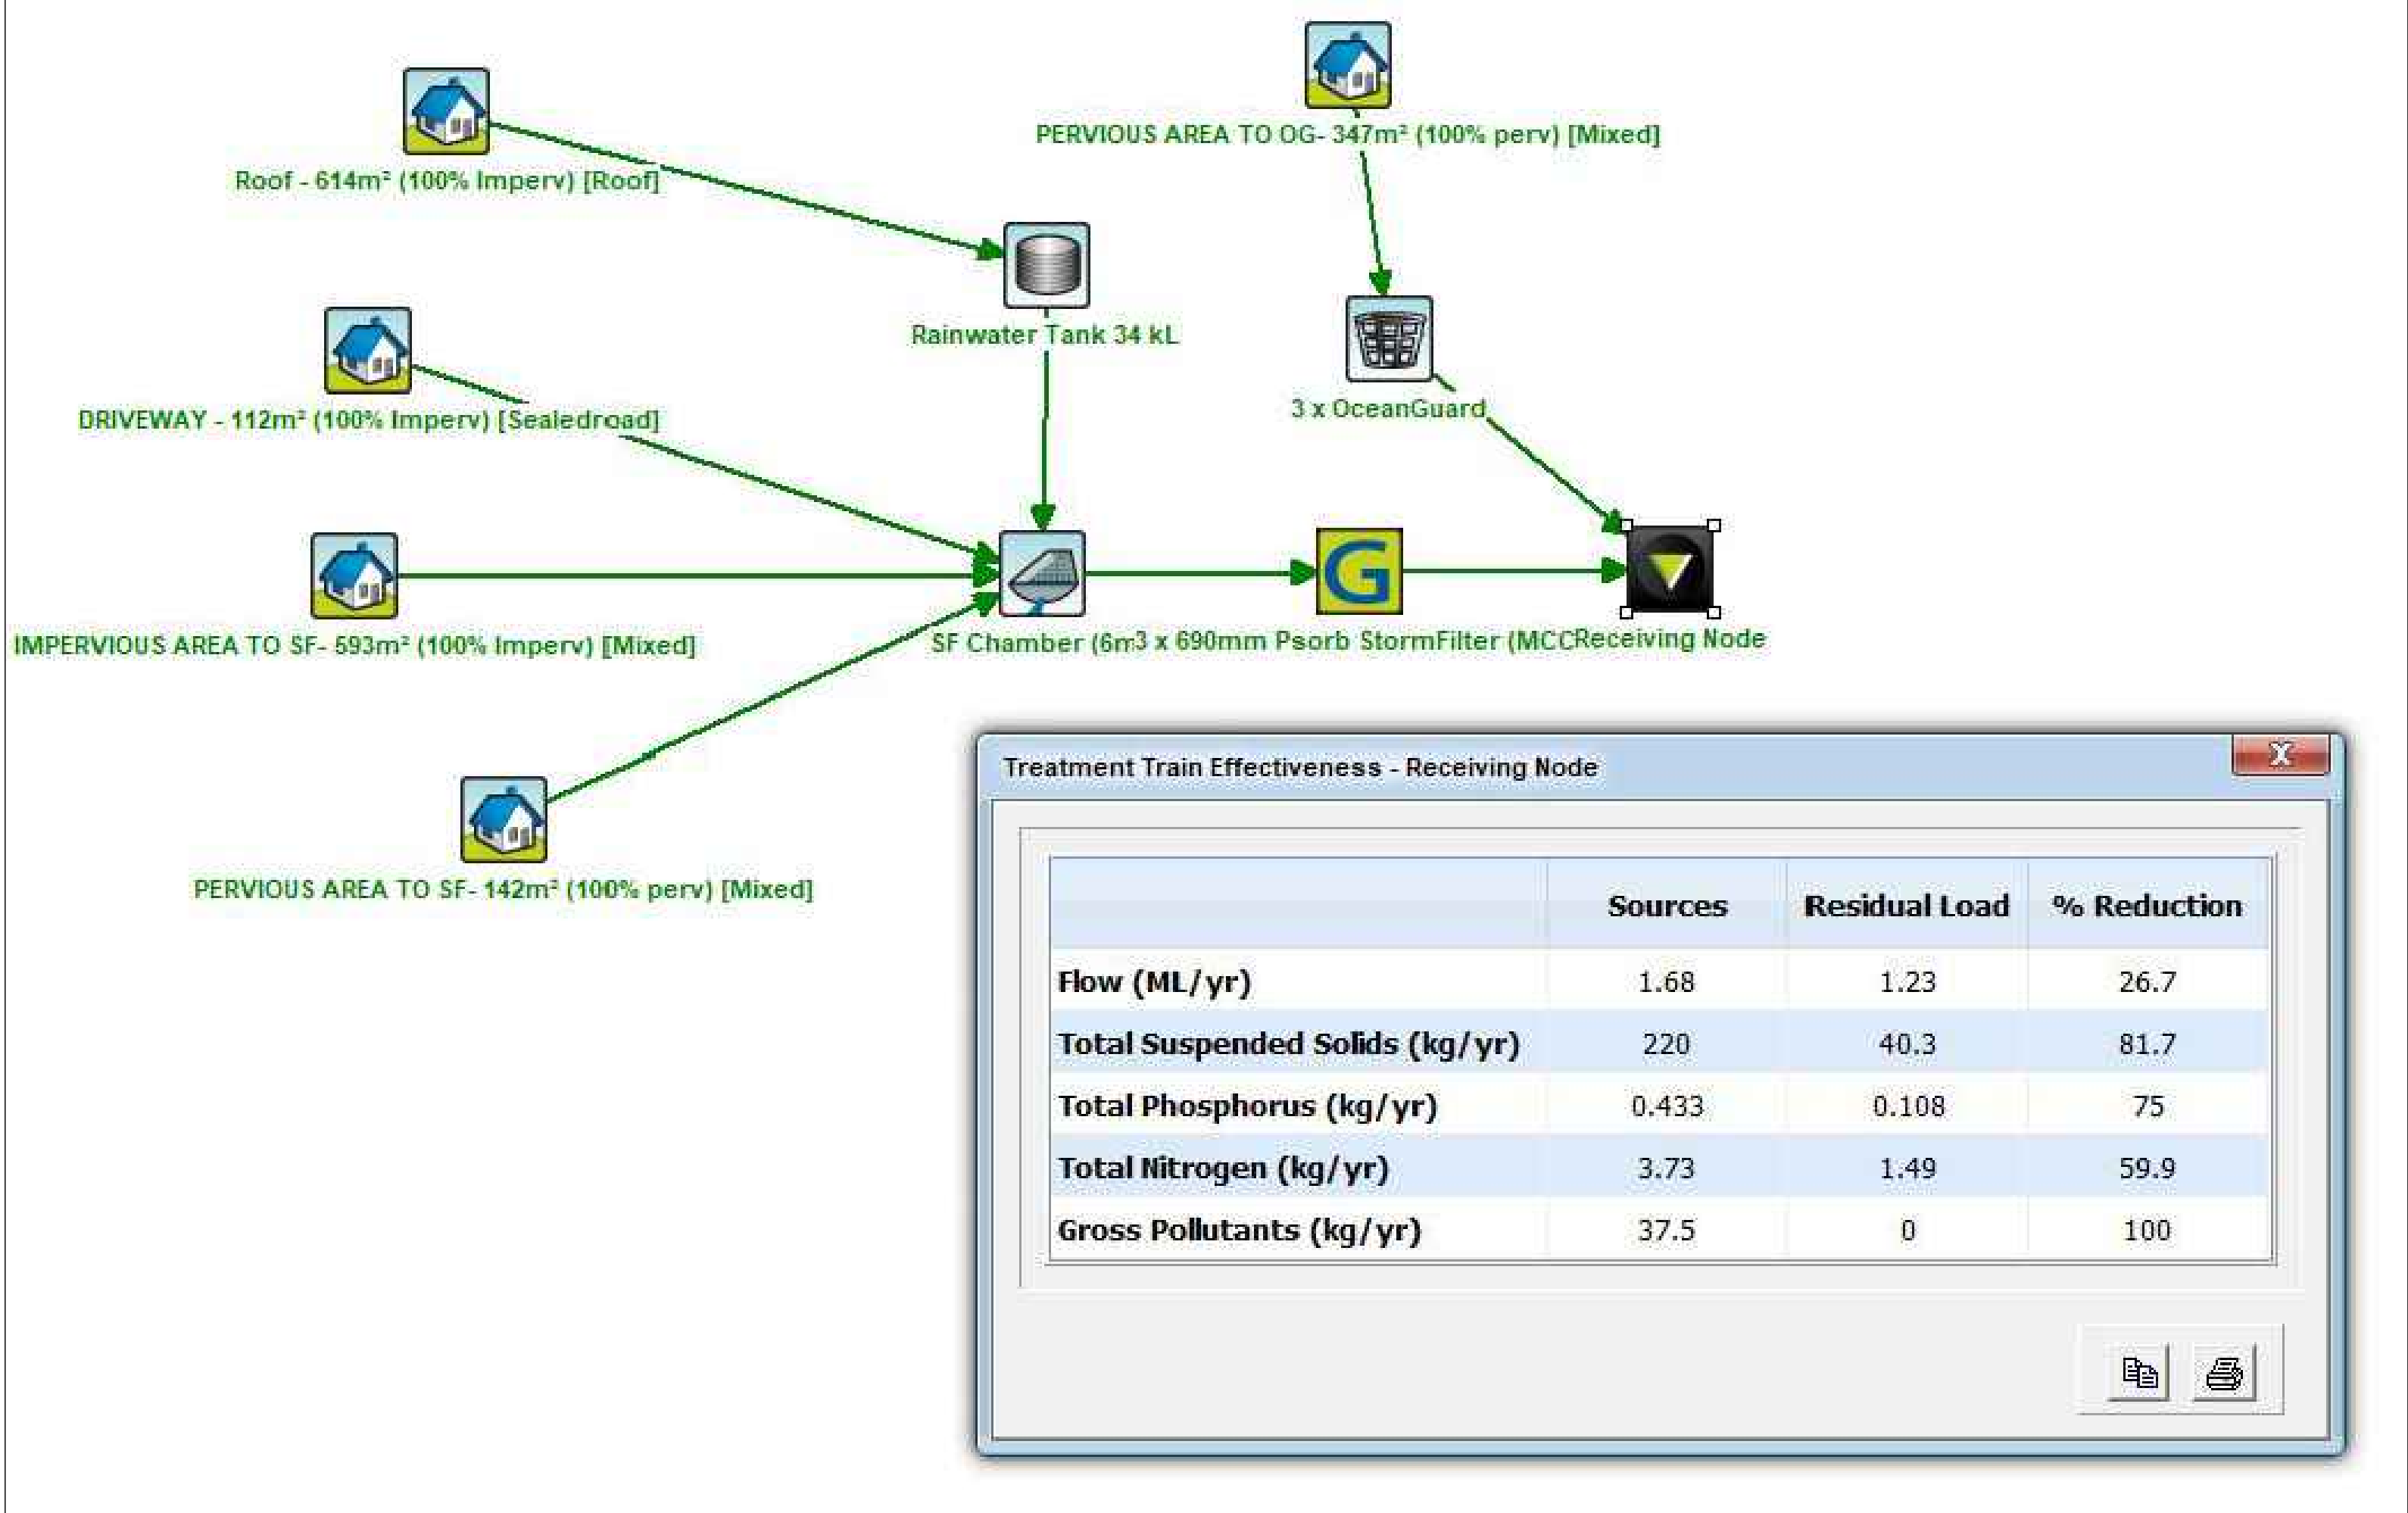 PERVIOUS AREA TO OG- 347m² (100% perv) [Mixed]
Roof - 614m² (100% Imperv) [Roof]
Rainwater Tank 34 kL
3 x OceanGuard
DRIVEWAY - 112m² (100% Imperv) [Sealedroad]
G
IMPERVIOUS AREA TO SF- 593m² (100% Imperv) [Mixed]
SF Chamber (6m
3 x 690mm Psorb StormFilter (MCC
Receiving Node
PERVIOUS AREA TO SF- 142m² (100% perv) [Mixed]
Treatment Train Effectiveness - Receiving Node
X
Sources Residual Load % Reduction
Flow (ML/yr) 1.68 1.23 26.7
Total Suspended Solids (kg/yr) 220 40.3 81.7
Total Phosphorus (kg/yr) 0.433 0.108 75
Total Nitrogen (kg/yr) 3.73 1.49 59.9
Gross Pollutants (kg/yr) 37.5 0 100